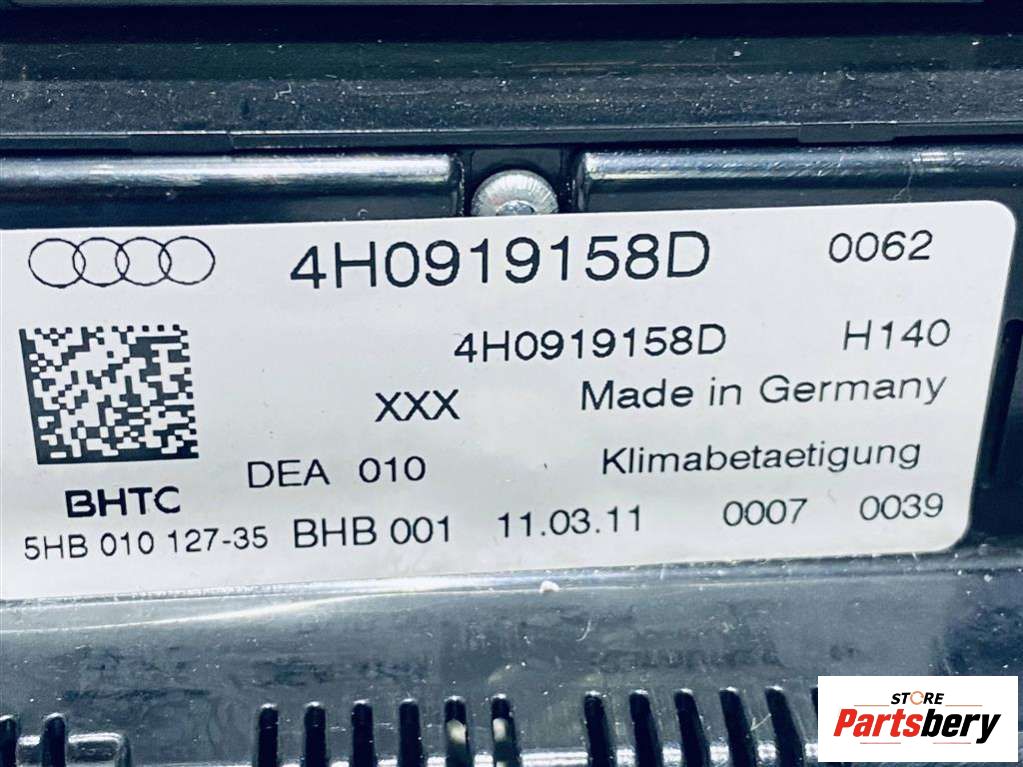 4H0919158D 0062
4H0919158D H140
XXX Made in Germany
DEA 010 Klimabetaetigung
BHTC
5HB 010 127-35 BHB 001 11.03.11 0007 0039
STORE
Partsbery